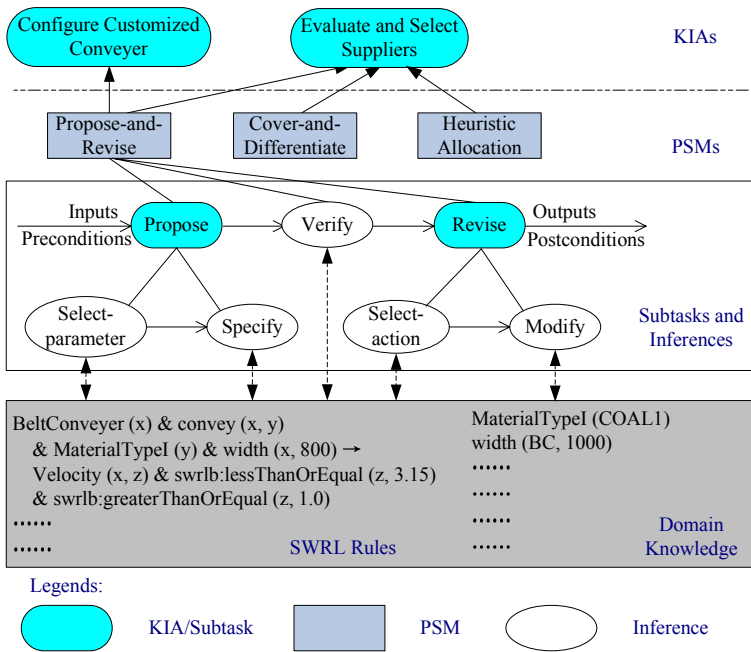 Configure Customized
Conveyer
Evaluate and Select
Suppliers
KIAs
Propose-and-
Revise
Cover-and-
Differentiate
Heuristic
Allocation
PSMs
Inputs
Preconditions
Propose
Verify
Revise
Outputs
Postconditions
Select-
parameter
Specify
Select-
action
Modify
Subtasks and
Inferences
BeltConveyer (x) & convey (x, y)
& MaterialTypeI (y) & width (x, 800) →
Velocity (x, z) & swrlb:lessThanOrEqual (z, 3.15)
& swrlb:greaterThanOrEqual (z, 1.0)
······
······
SWRL Rules
MaterialTypeI (COAL1)
width (BC, 1000)
······
······
······
······
Domain
Knowledge
Legends:
KIA/Subtask
PSM
Inference